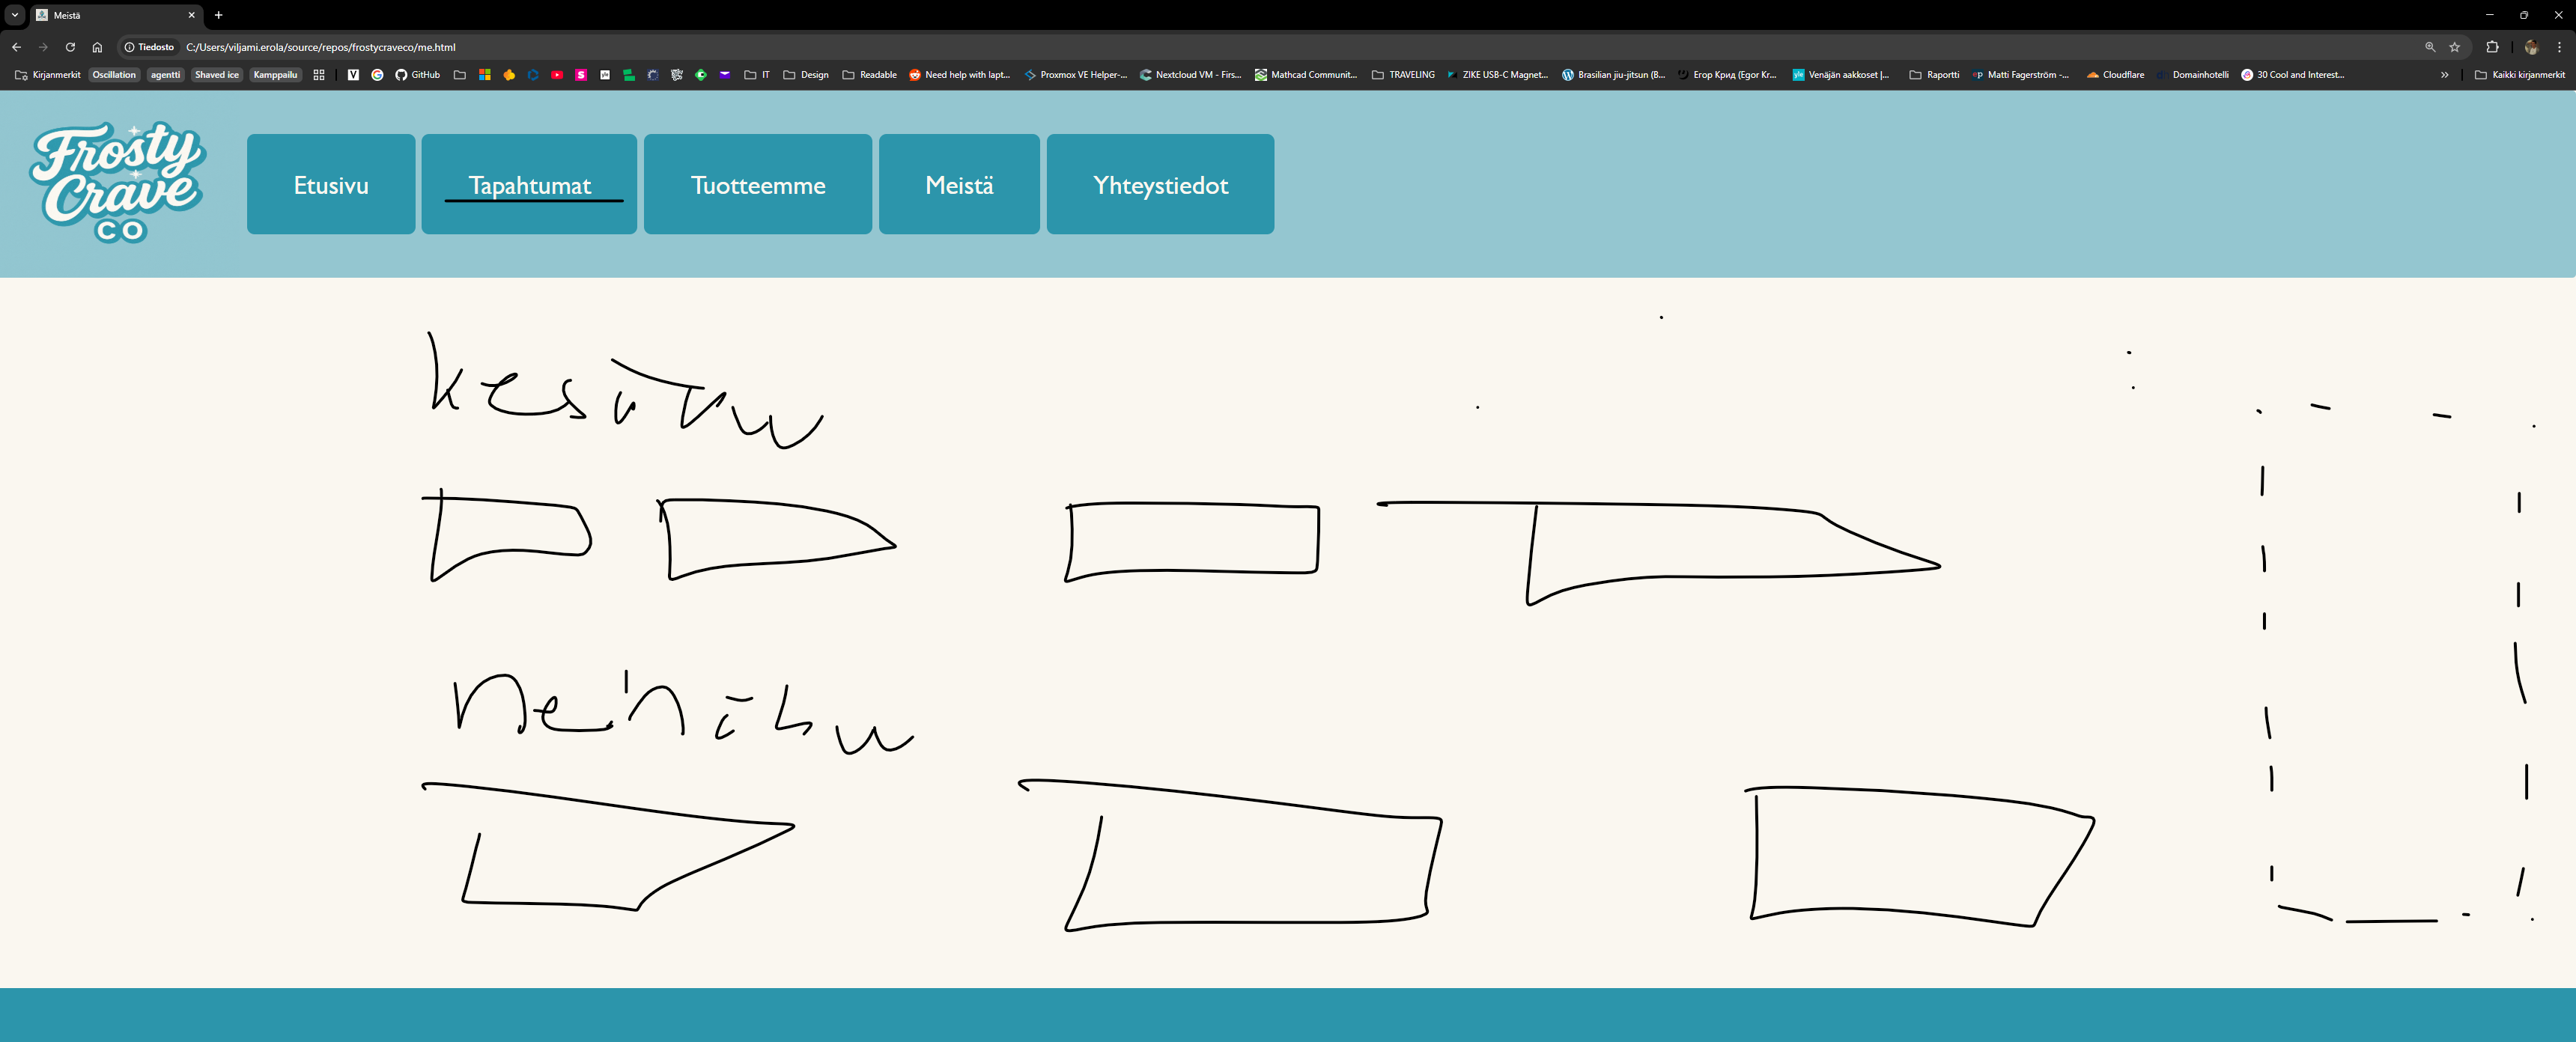 Meistä
Tiedosto C:/Users/viljami.erola/source/repos/frostycraveco/me.html
Kirjanmerkit Oscillation agentti Shaved ice Kamppailu GitHub IT Design Readable Need help with lapt... Proxmox VE Helper-... Nextcloud VM - Firs... Mathcad Communit... TRAVELING ZIKE USB-C Magnet... Brasilian jiu-jitsun (B... Егор Крид (Egor Kr... Venäjän aakkoset |... Raportti Matti Fagerström -... Cloudflare Domainhotelli 30 Cool and Interest... Kaikki kirjanmerkit
Frosty
Crave
CO
Etusivu Tapahtumat Tuotteemme Meistä Yhteystiedot